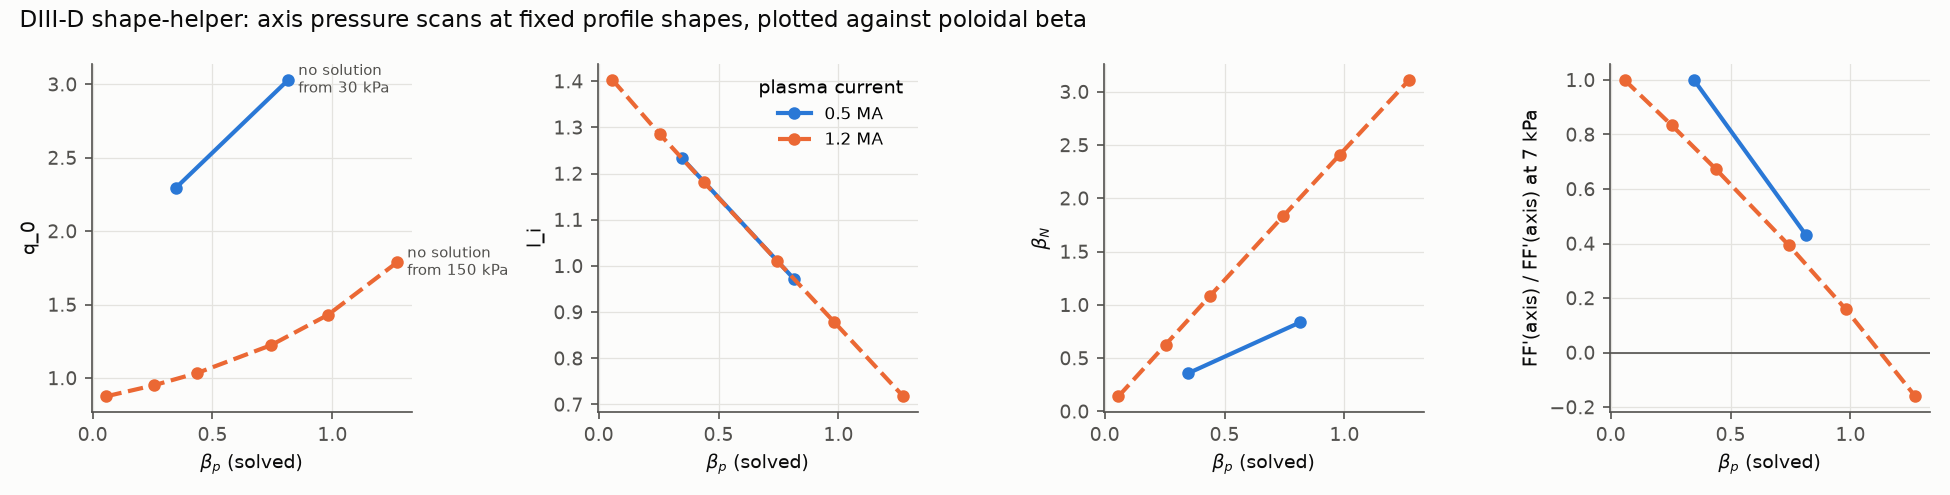 DIII-D shape-helper: axis pressure scans at fixed profile shapes, plotted against poloidal beta
q_0
3.0
2.5
2.0
1.5
1.0
0.0
0.5
1.0
βp (solved)
no solution
from 30 kPa
no solution
from 150 kPa
l_i
1.4
1.3
1.2
1.1
1.0
0.9
0.8
0.7
0.0
0.5
1.0
βp (solved)
plasma current
0.5 MA
1.2 MA
βN
3.0
2.5
2.0
1.5
1.0
0.5
0.0
0.0
0.5
1.0
βp (solved)
FF'(axis) / FF'(axis) at 7 kPa
1.0
0.8
0.6
0.4
0.2
0.0
−0.2
0.0
0.5
1.0
βp (solved)